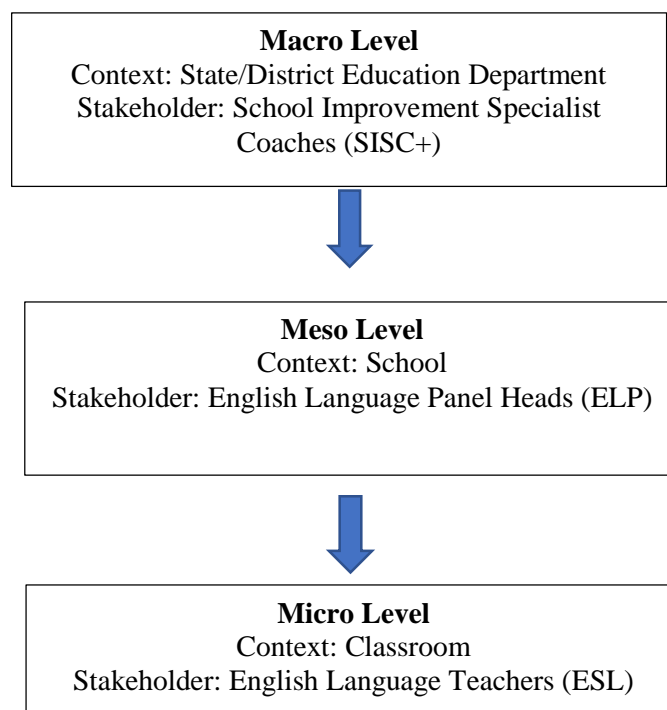 Macro Level
Context: State/District Education Department
Stakeholder: School Improvement Specialist
Coaches (SISC+)
Meso Level
Context: School
Stakeholder: English Language Panel Heads (ELP)
Micro Level
Context: Classroom
Stakeholder: English Language Teachers (ESL)